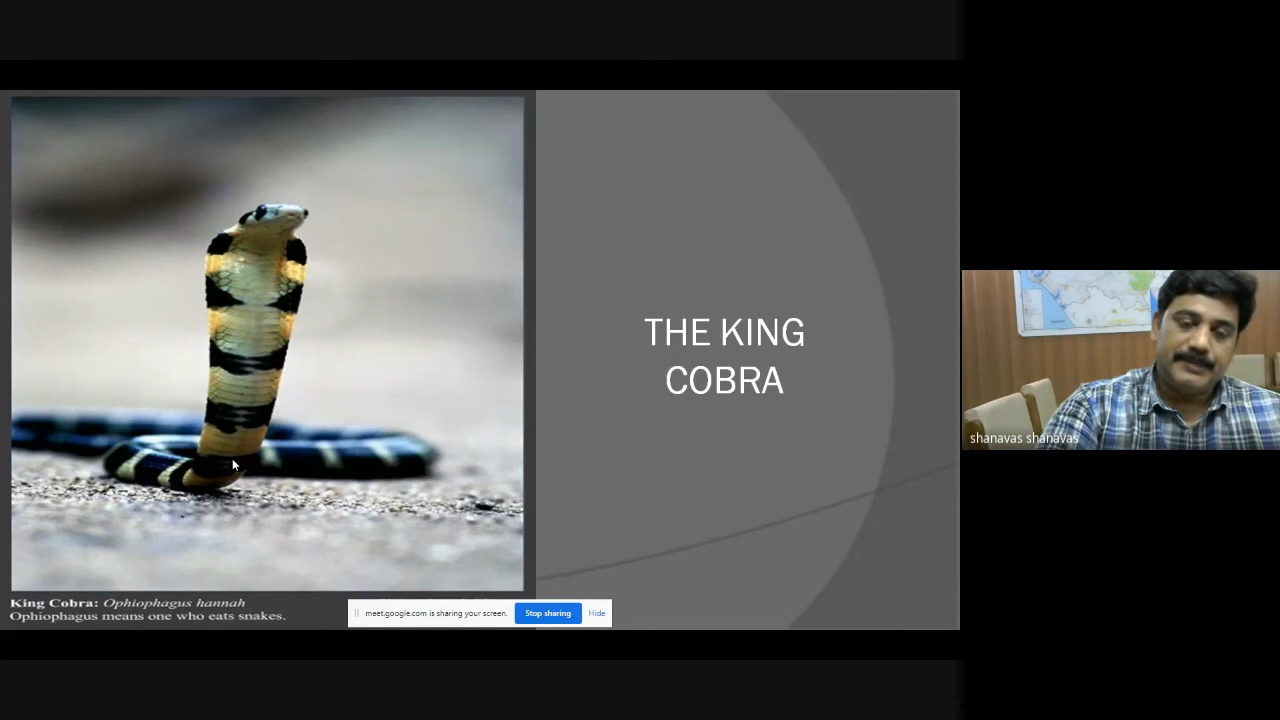 THE KING
COBRA
King Cobra: Ophiophagus hannah
Ophiophagus means one who eats snakes.
meet.google.com is sharing your screen.
Stop sharing
Hide
shanavas shanavas